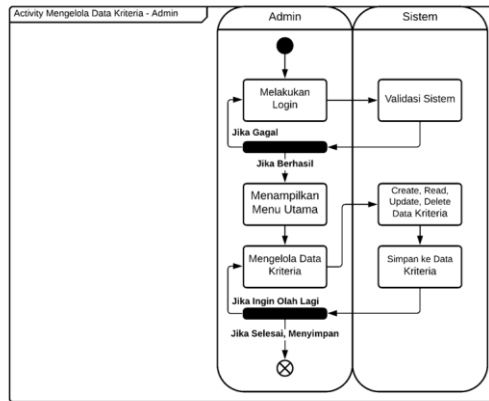 Activity Mengelola Data Kriteria - Admin
Admin
Sistem
Melakukan
Login
Validasi Sistem
Jika Gagal
Jika Berhasil
Menampilkan
Menu Utama
Create, Read,
Update, Delete
Data Kriteria
Mengelola Data
Kriteria
Simpan ke Data
Kriteria
Jika Ingin Olah Lagi
Jika Selesai, Menyimpan